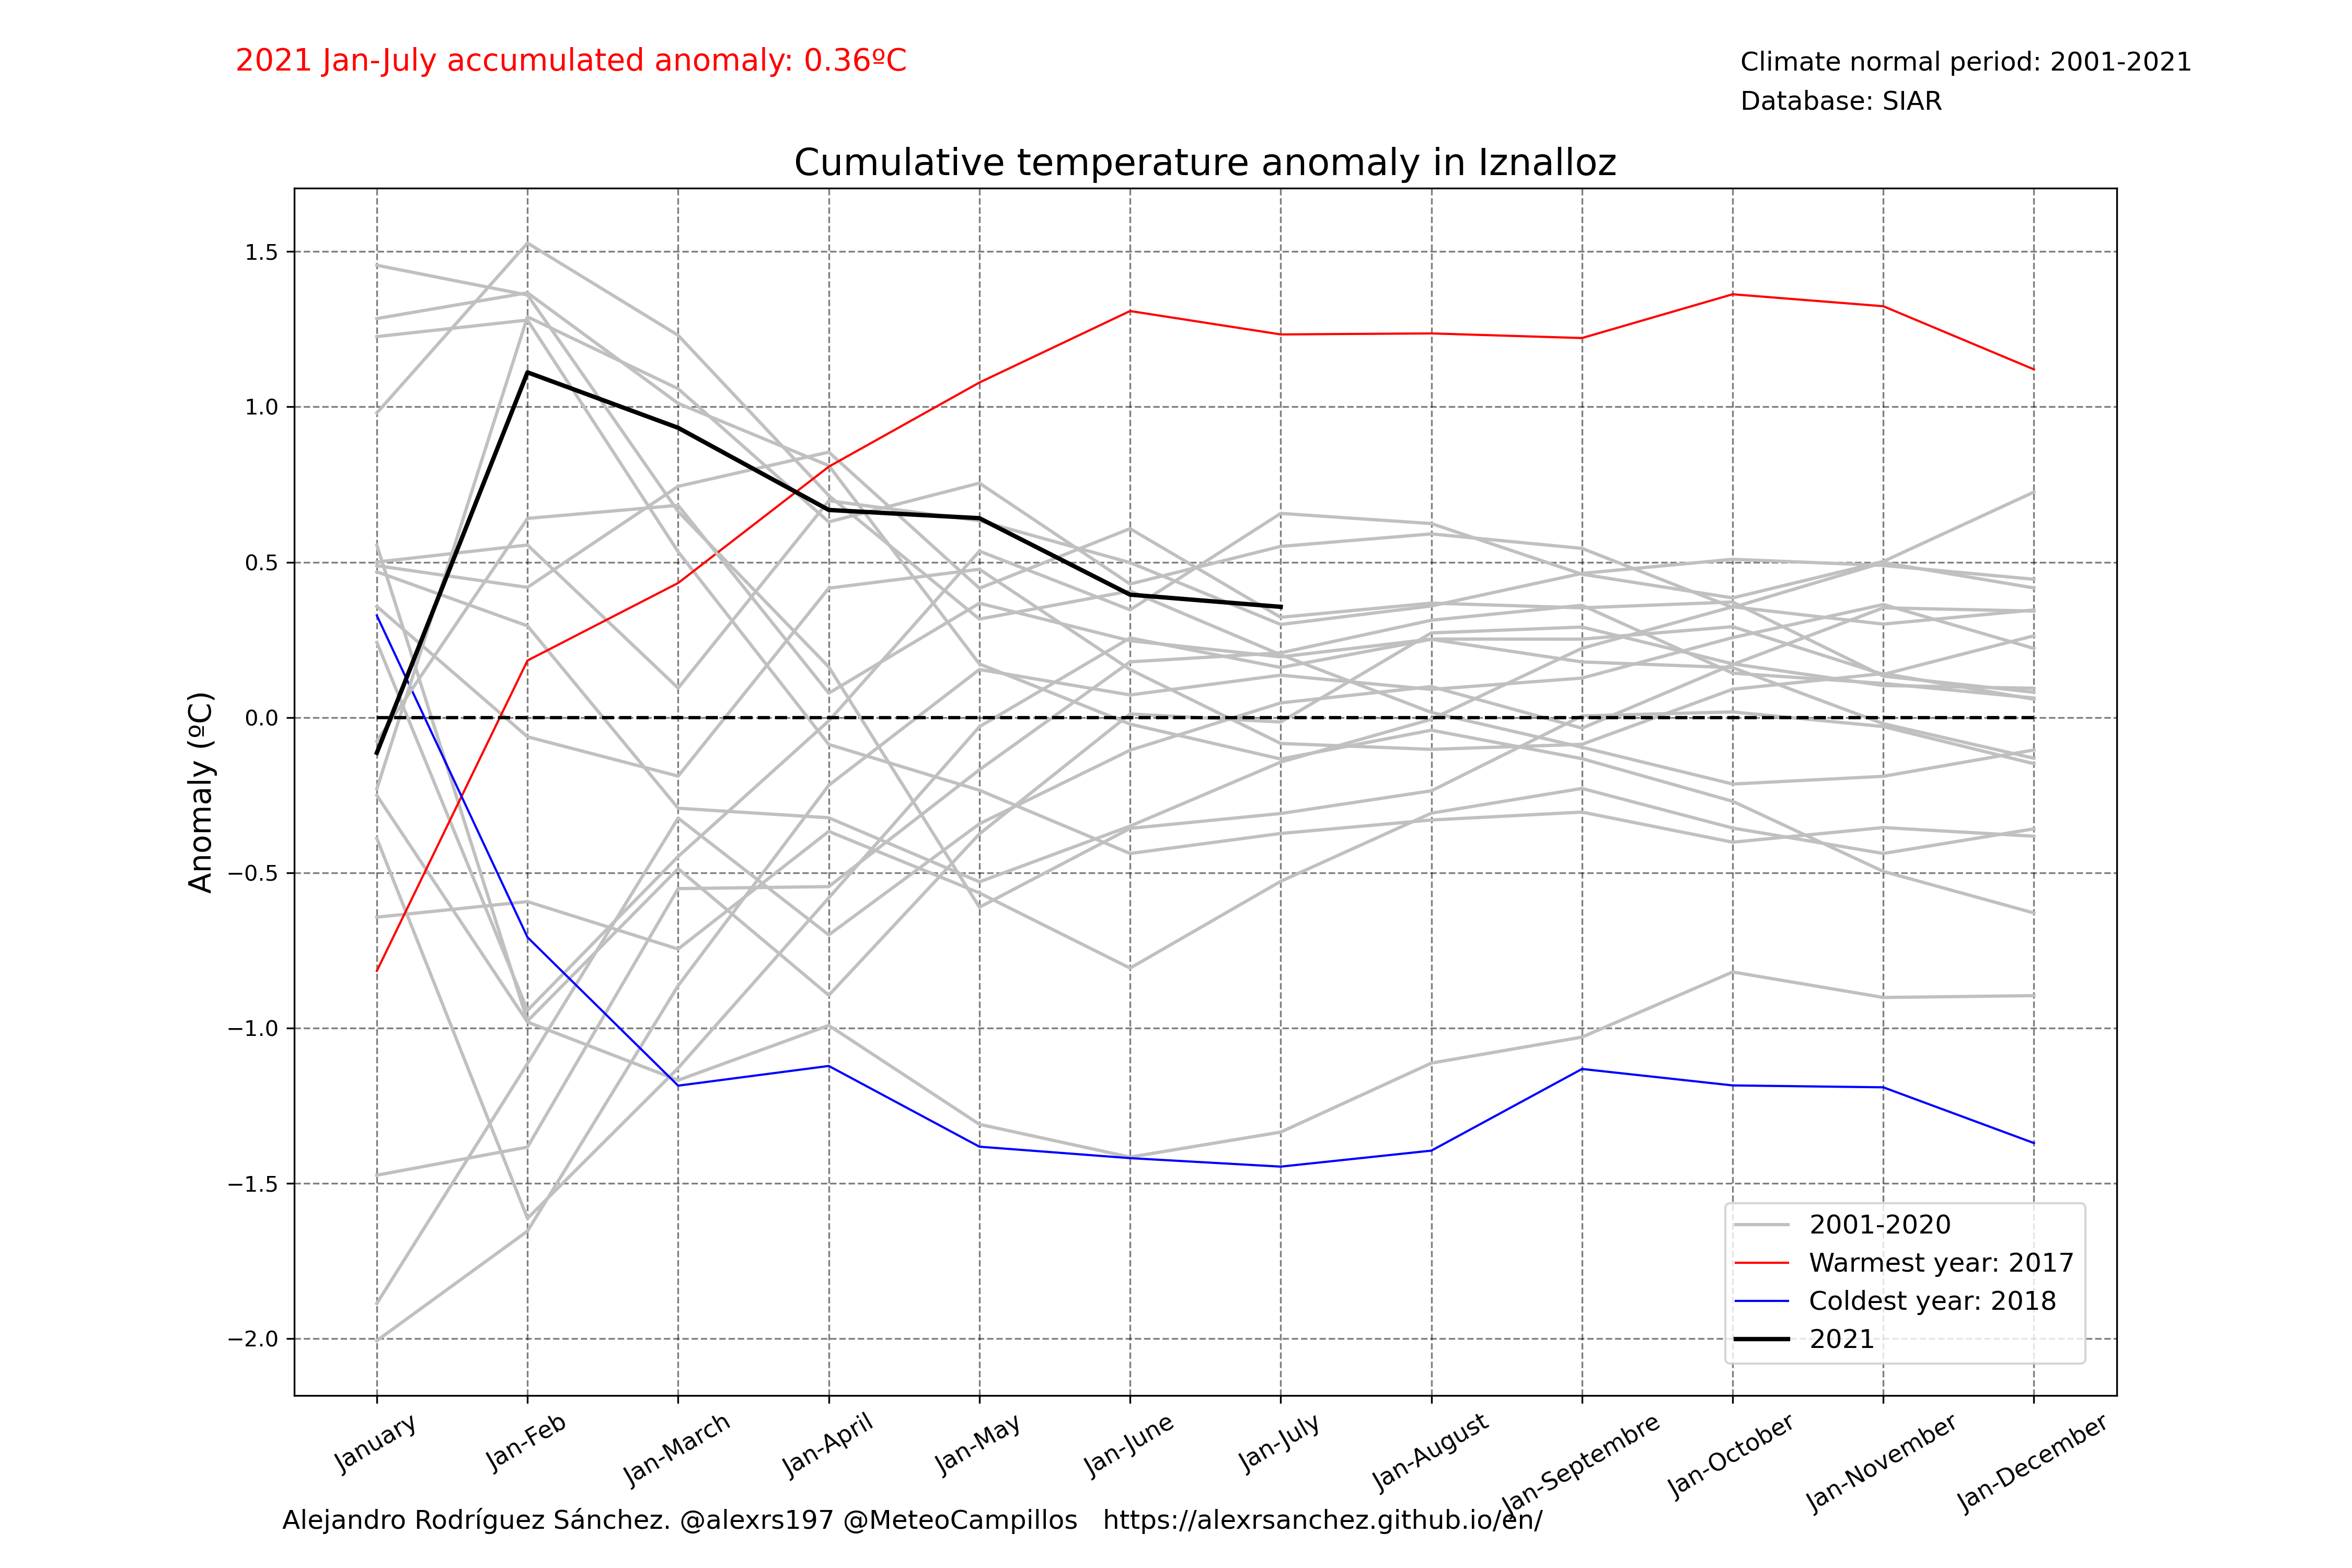 2021 Jan-July accumulated anomaly: 0.36ºC
Climate normal period: 2001-2021
Database: SIAR
Cumulative temperature anomaly in Iznalloz
Anomaly (ºC)
1.5
1.0
0.5
0.0
−0.5
−1.0
−1.5
−2.0
2001-2020
Warmest year: 2017
Coldest year: 2018
2021
January
Jan-Feb
Jan-March
Jan-April
Jan-May
Jan-June
Jan-July
Jan-August
Jan-Septembre
Jan-October
Jan-November
Jan-December
Alejandro Rodríguez Sánchez. @alexrs197 @MeteoCampillos https://alexrsanchez.github.io/en/